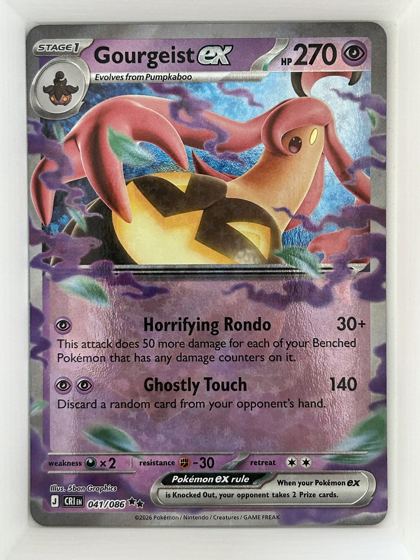 STAGE 1
Gourgeist ex
HP 270
Evolves from Pumpkaboo
Horrifying Rondo 30+
This attack does 50 more damage for each of your Benched
Pokémon that has any damage counters on it.
Ghostly Touch 140
Discard a random card from your opponent's hand.
weakness ×2 resistance -30 retreat
Illus. 5ban Graphics
Pokémon ex rule
When your Pokémon ex
is Knocked Out, your opponent takes 2 Prize cards.
J CRI EN 041/086 ★★
©2026 Pokémon / Nintendo / Creatures / GAME FREAK